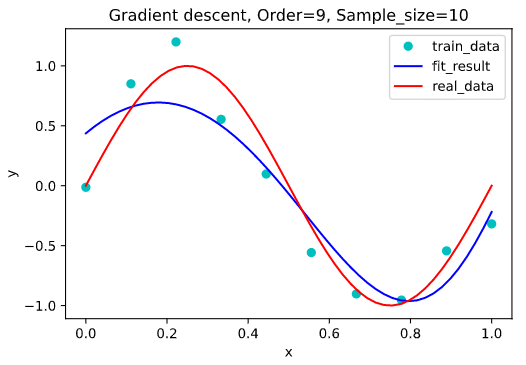 Gradient descent, Order=9, Sample_size=10
train_data
fit_result
real_data
1.0
0.5
0.0
−0.5
−1.0
y
0.0 0.2 0.4 0.6 0.8 1.0
x